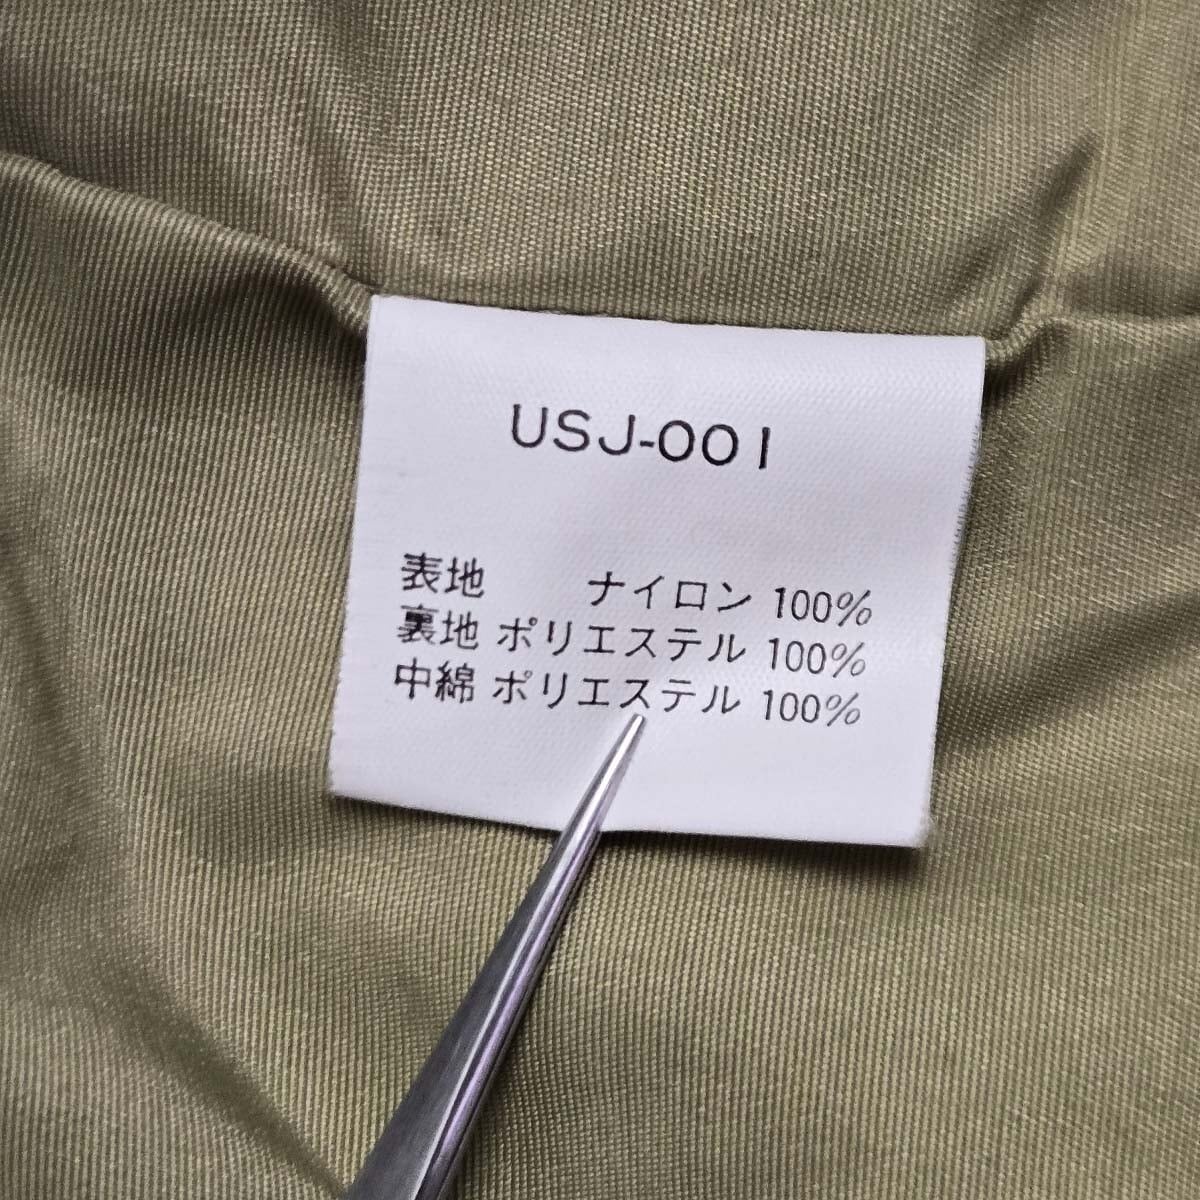 USJ-001
表地 ナイロン 100%
裏地 ポリエステル 100%
中綿 ポリエステル 100%